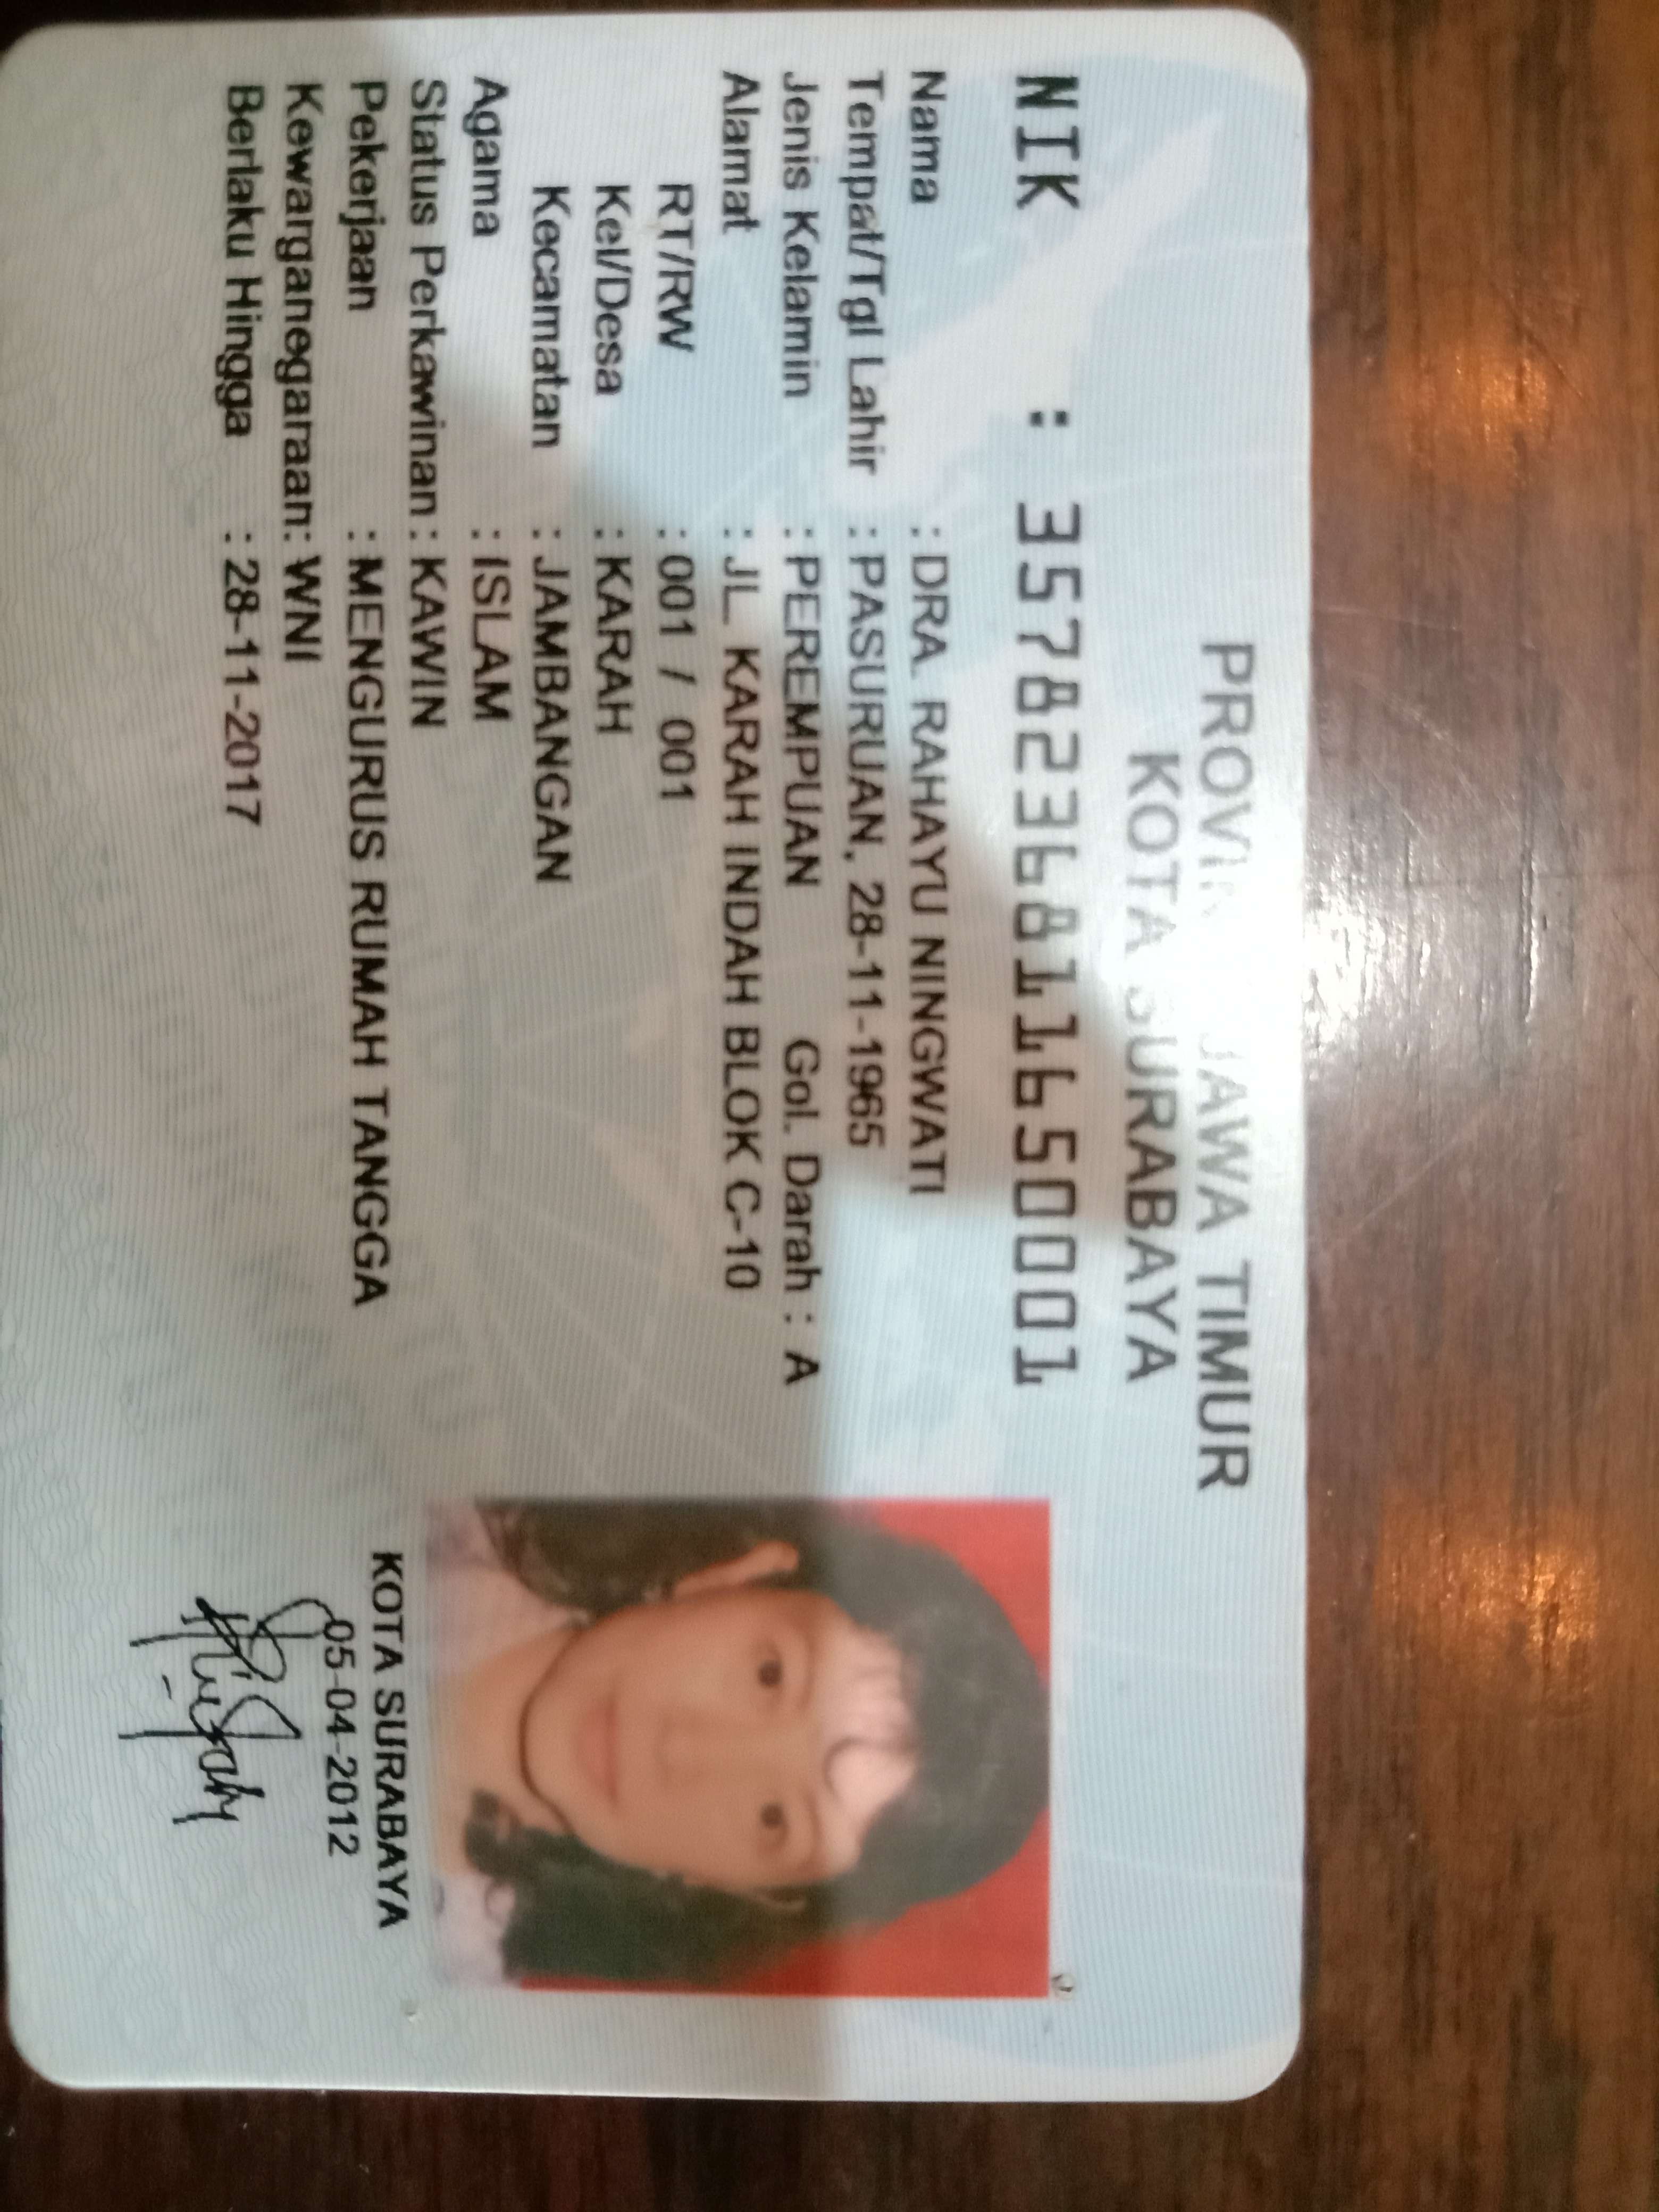 PROVIN JAWA TIMUR
KOTA SURABAYA
NIK : 3578236811650001
Nama : DRA. RAHAYU NINGWATI
Tempat/Tgl Lahir : PASURUAN, 28-11-1965
Jenis Kelamin : PEREMPUAN Gol. Darah : A
Alamat : JL. KARAH INDAH BLOK C-10
RT/RW : 001 / 001
Kel/Desa : KARAH
Kecamatan : JAMBANGAN
Agama : ISLAM
Status Perkawinan : KAWIN
Pekerjaan : MENGURUS RUMAH TANGGA
Kewarganegaraan: WNI
Berlaku Hingga : 28-11-2017
KOTA SURABAYA
05-04-2012